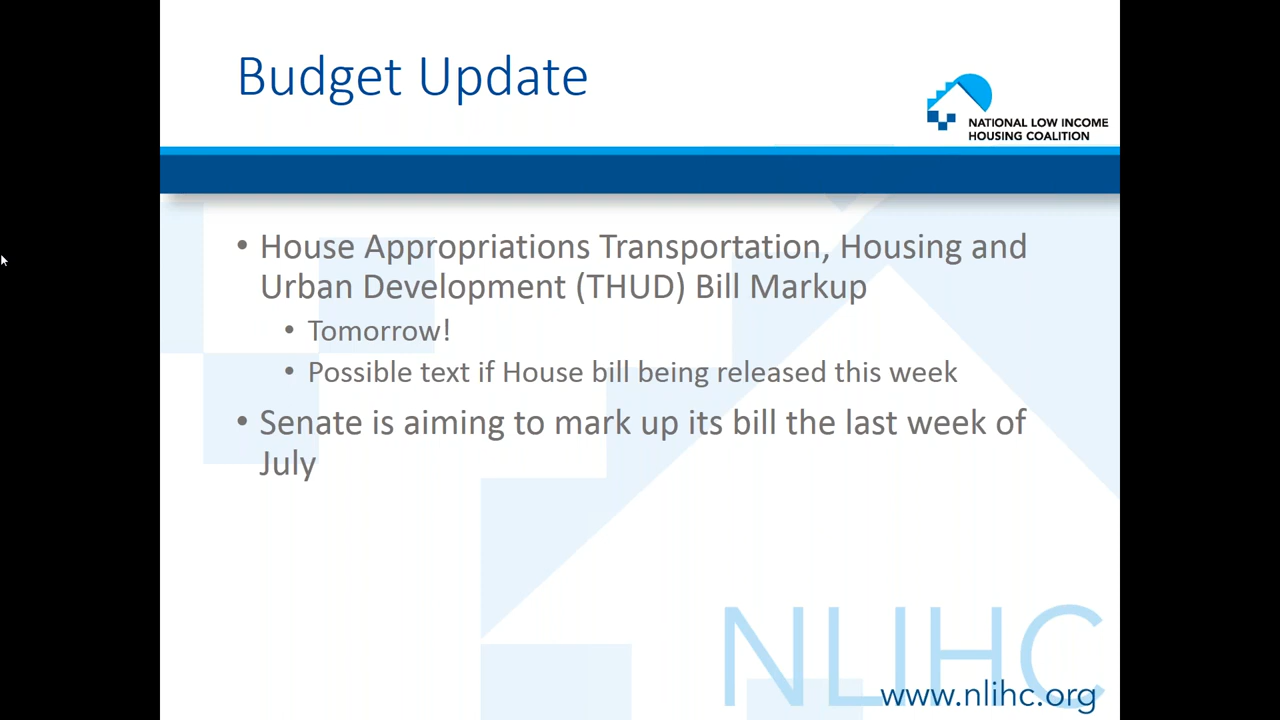 Budget Update
NATIONAL LOW INCOME
HOUSING COALITION
• House Appropriations Transportation, Housing and
Urban Development (THUD) Bill Markup
• Tomorrow!
• Possible text if House bill being released this week
• Senate is aiming to mark up its bill the last week of
July
NLIHC
www.nlihc.org